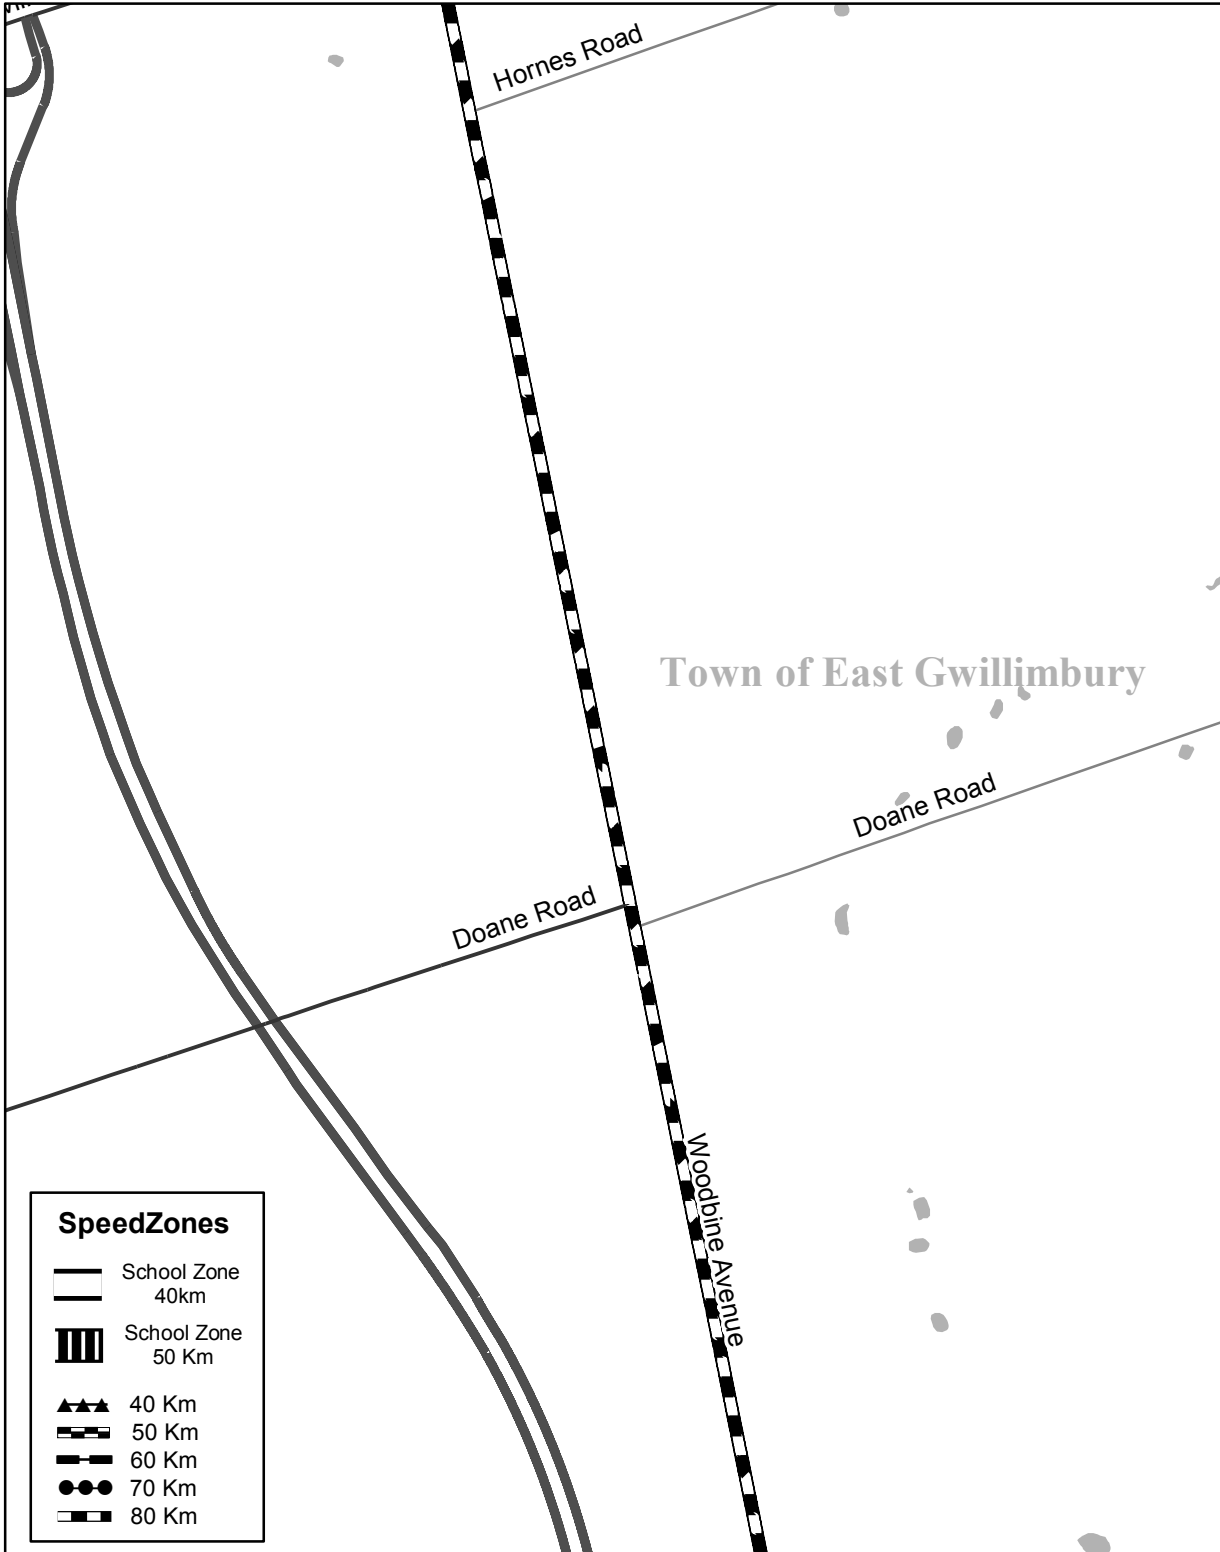 Hornes Road
Town of East Gwillimbury
Doane Road
Doane Road
Woodbine Avenue
SpeedZones
School Zone
40km
School Zone
50 Km
40 Km
50 Km
60 Km
70 Km
80 Km